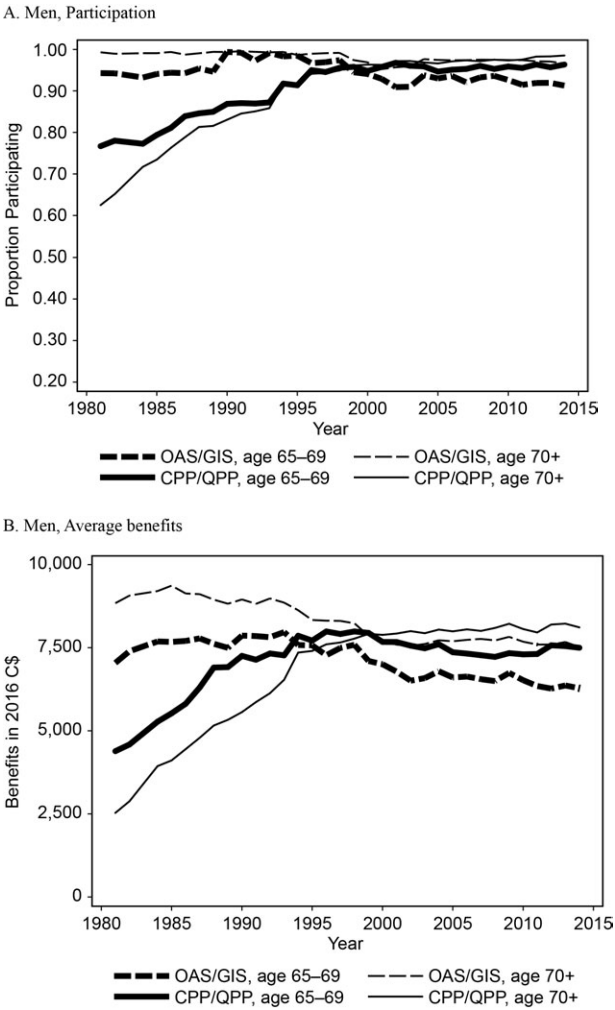 A. Men, Participation
1.00
0.90
0.80
0.70
0.60
0.50
0.40
0.30
0.20
Proportion Participating
1980 1985 1990 1995 2000 2005 2010 2015
Year
OAS/GIS, age 65–69 OAS/GIS, age 70+
CPP/QPP, age 65–69 CPP/QPP, age 70+
B. Men, Average benefits
10,000
7,500
5,000
2,500
0
Benefits in 2016 C$
1980 1985 1990 1995 2000 2005 2010 2015
Year
OAS/GIS, age 65–69 OAS/GIS, age 70+
CPP/QPP, age 65–69 CPP/QPP, age 70+